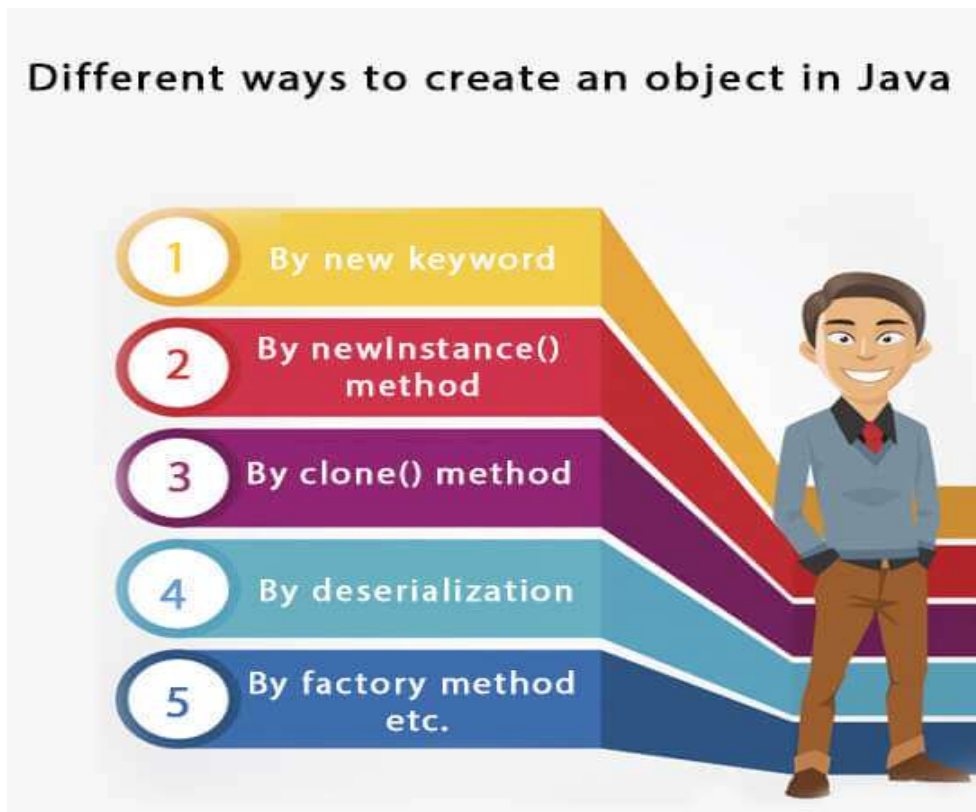 Different ways to create an object in Java
1
By new keyword
2
By newInstance()
method
3
By clone() method
4
By deserialization
5
By factory method
etc.